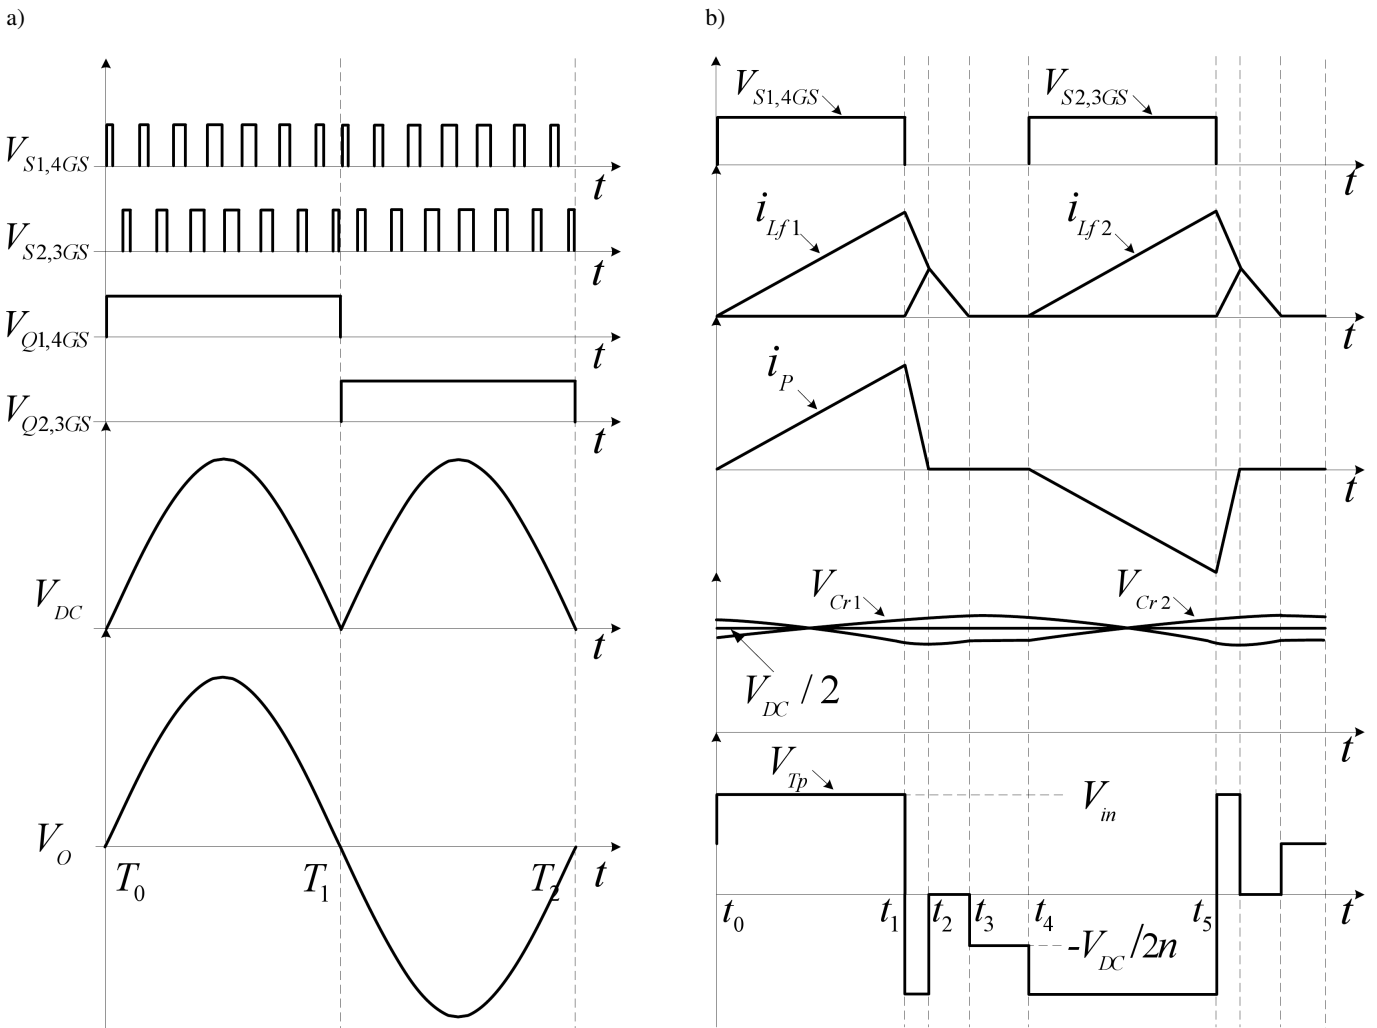 a)
V_S1,4GS
t
V_S2,3GS
t
V_Q1,4GS
t
V_Q2,3GS
t
V_DC
t
V_O
T_0
T_1
T_2
t
b)
V_S1,4GS
V_S2,3GS
t
i_Lf1
i_Lf2
t
i_P
t
V_Cr1
V_Cr2
V_DC / 2
t
V_Tp
V_in
t_0
t_1
t_2
t_3
t_4
t_5
t
-V_DC/2n